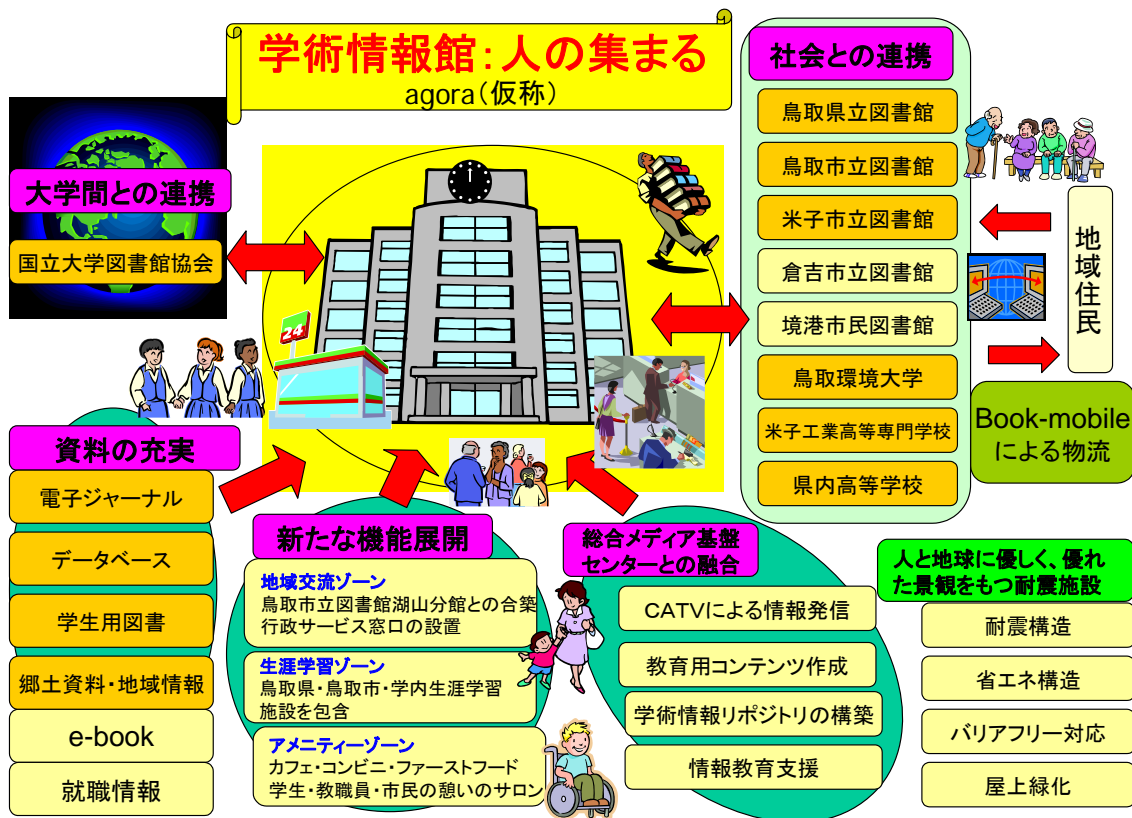 学術情報館：人の集まる
agora（仮称）
大学間との連携
国立大学図書館協会
社会との連携
鳥取県立図書館
鳥取市立図書館
米子市立図書館
倉吉市立図書館
境港市民図書館
鳥取環境大学
米子工業高等専門学校
県内高等学校
地域住民
Book-mobile
による物流
24
資料の充実
電子ジャーナル
データベース
学生用図書
郷土資料・地域情報
e-book
就職情報
新たな機能展開
地域交流ゾーン
鳥取市立図書館湖山分館との合築
行政サービス窓口の設置
生涯学習ゾーン
鳥取県・鳥取市・学内生涯学習
施設を包含
アメニティーゾーン
カフェ・コンビニ・ファーストフード
学生・教職員・市民の憩いのサロン
総合メディア基盤
センターとの融合
CATVによる情報発信
教育用コンテンツ作成
学術情報リポジトリの構築
情報教育支援
人と地球に優しく、優れ
た景観をもつ耐震施設
耐震構造
省エネ構造
バリアフリー対応
屋上緑化